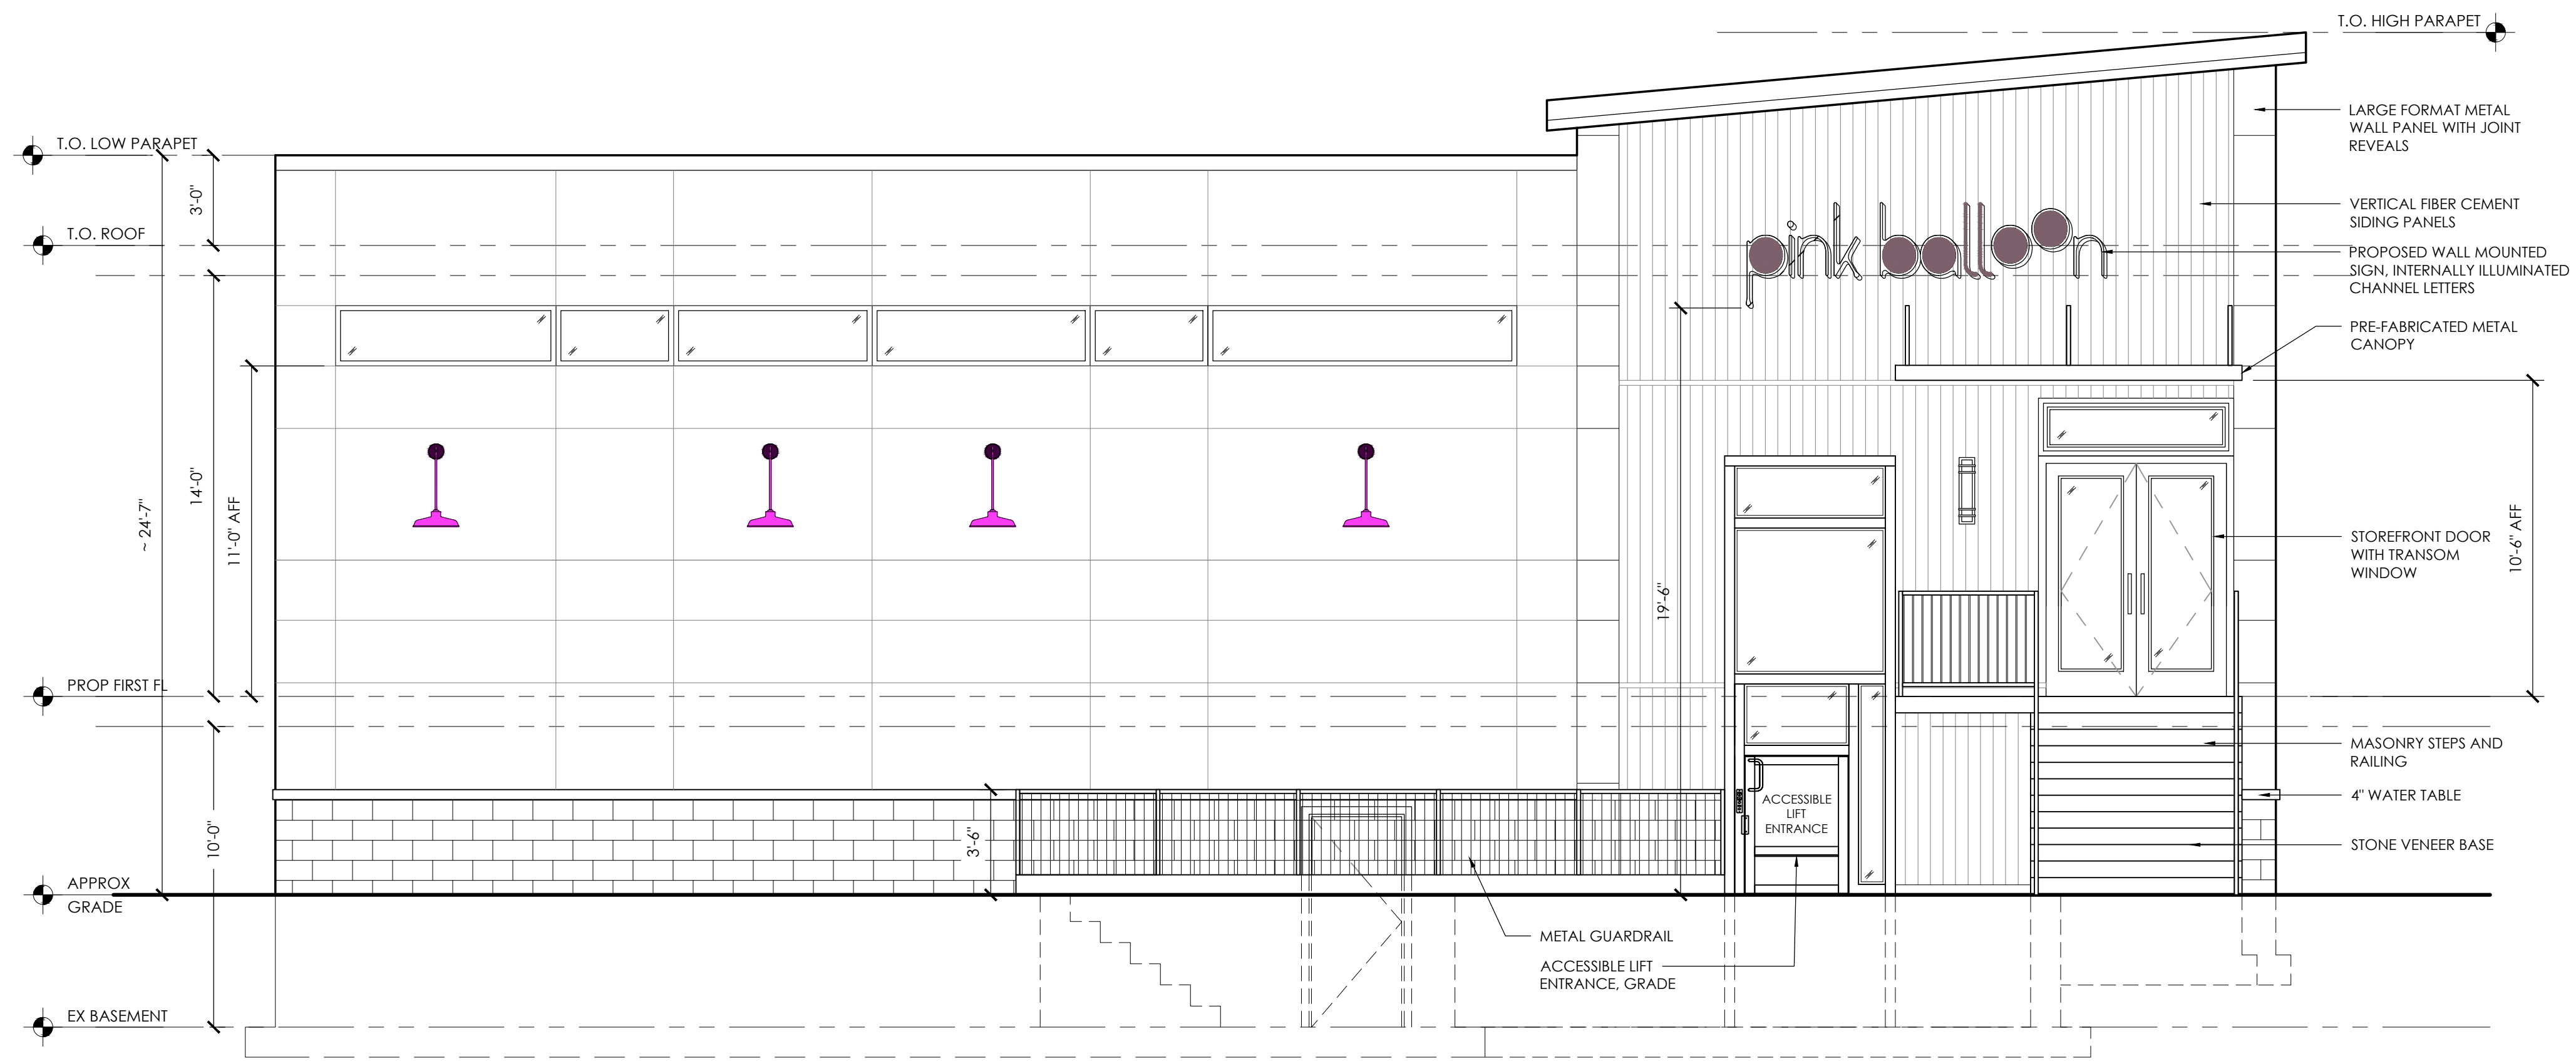 T.O. HIGH PARAPET
T.O. LOW PARAPET
3'-0"
T.O. ROOF
14'-0"
~ 24'-7"
11'-0" AFF
PROP FIRST FL
10'-0"
APPROX
GRADE
EX BASEMENT
3'-6"
pink balloon
19'-6"
ACCESSIBLE
LIFT
ENTRANCE
METAL GUARDRAIL
ACCESSIBLE LIFT
ENTRANCE, GRADE
LARGE FORMAT METAL
WALL PANEL WITH JOINT
REVEALS
VERTICAL FIBER CEMENT
SIDING PANELS
PROPOSED WALL MOUNTED
SIGN, INTERNALLY ILLUMINATED
CHANNEL LETTERS
PRE-FABRICATED METAL
CANOPY
10'-6" AFF
STOREFRONT DOOR
WITH TRANSOM
WINDOW
MASONRY STEPS AND
RAILING
4" WATER TABLE
STONE VENEER BASE